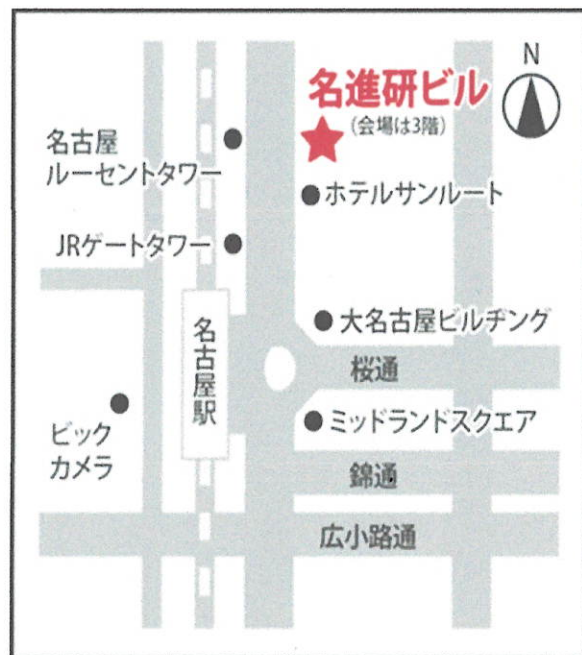 N
名進研ビル
(会場は3階)
名古屋
ルーセントタワー
ホテルサンルート
JRゲートタワー
大名古屋ビルヂング
名古屋駅
桜通
ビック
カメラ
ミッドランドスクエア
錦通
広小路通